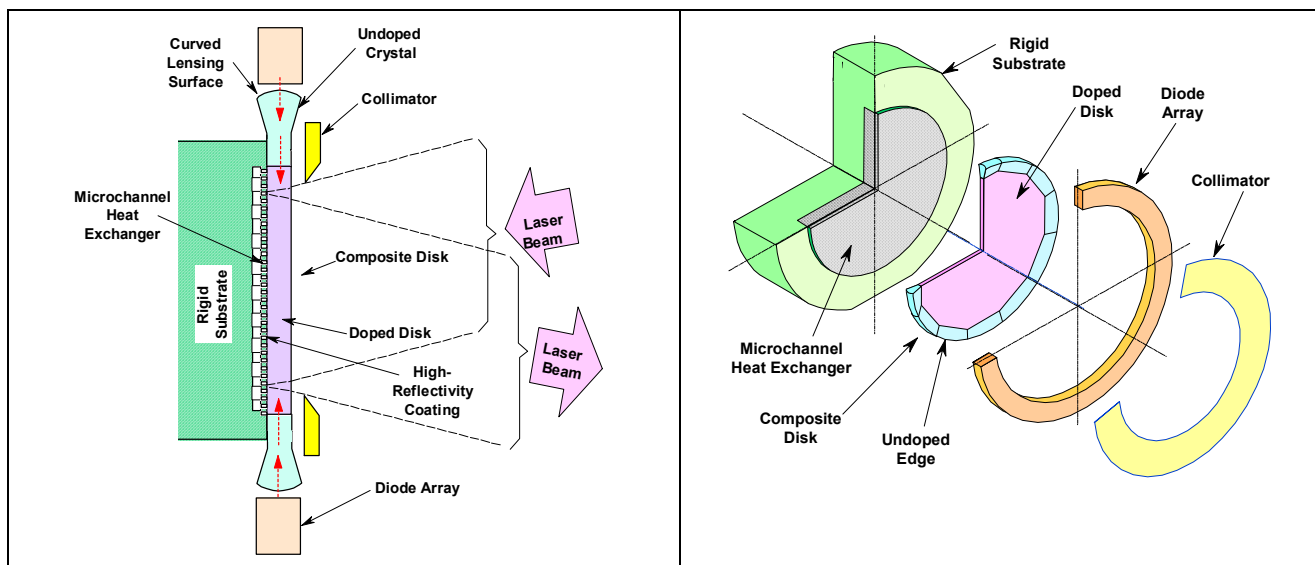 Curved
Lensing
Surface
Undoped
Crystal
Collimator
Microchannel
Heat
Exchanger
Laser
Beam
Composite Disk
Rigid
Substrate
Doped Disk
Laser
Beam
High-
Reflectivity
Coating
Diode Array
Rigid
Substrate
Doped
Disk
Diode
Array
Collimator
Microchannel
Heat Exchanger
Composite
Disk
Undoped
Edge